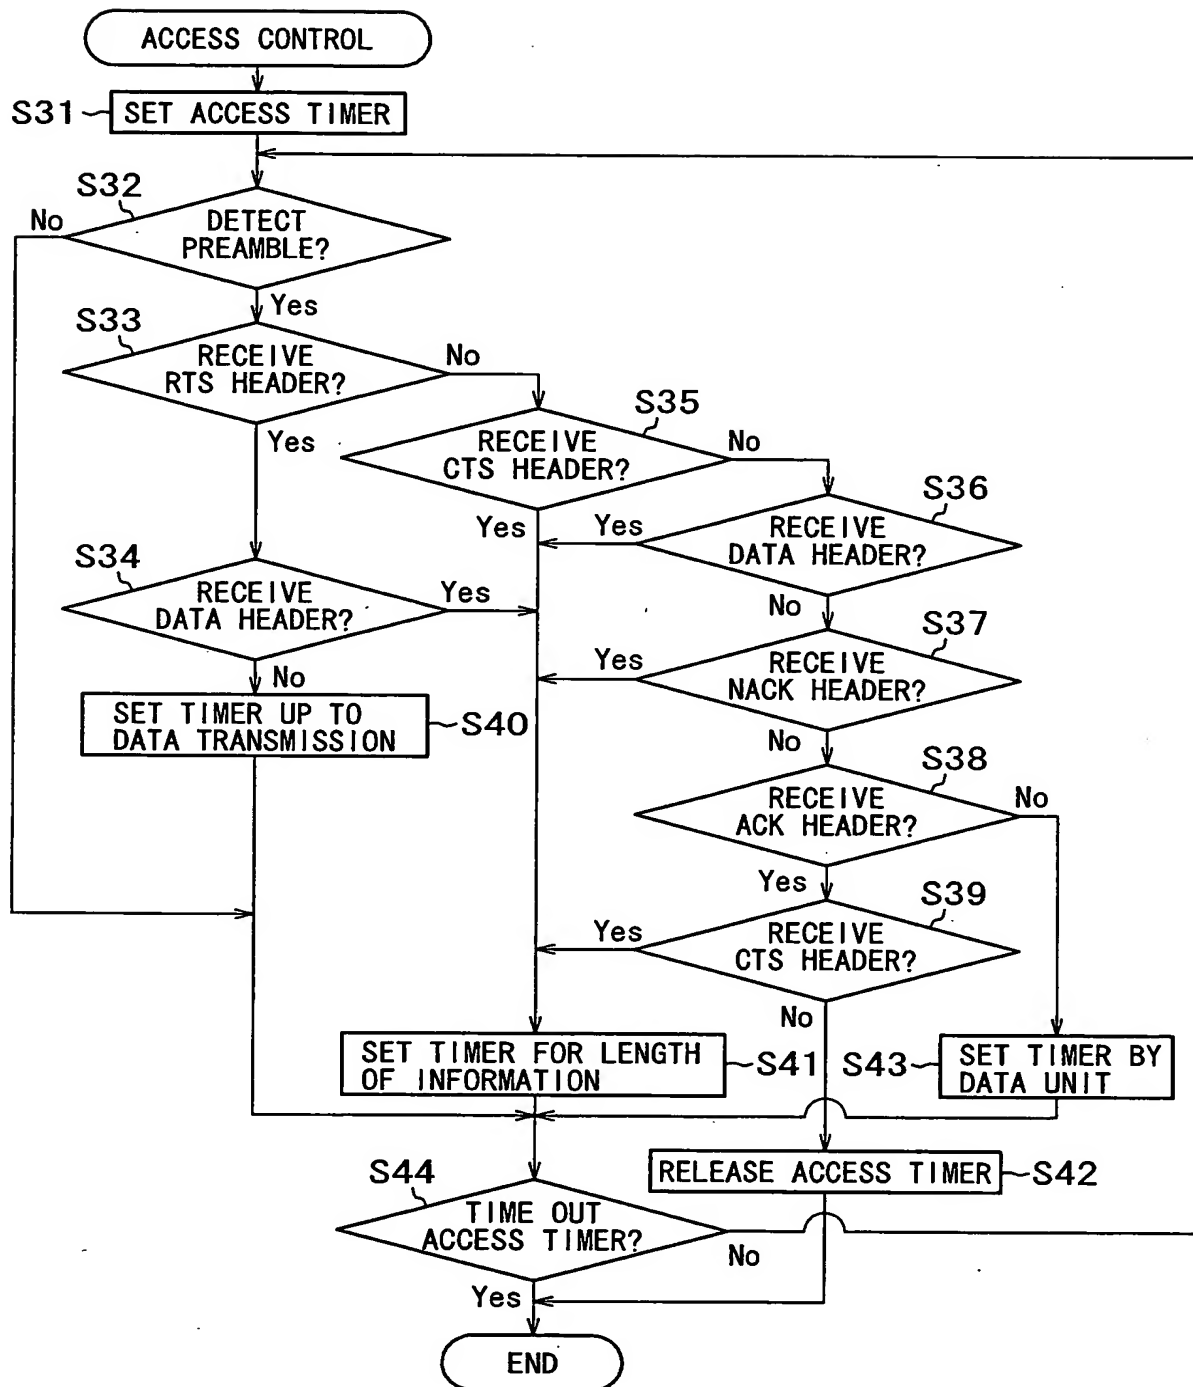 ACCESS CONTROL
S31
SET ACCESS TIMER
S32
No
DETECT
PREAMBLE?
Yes
S33
RECEIVE
RTS HEADER?
No
Yes
S35
RECEIVE
CTS HEADER?
No
Yes
S36
RECEIVE
DATA HEADER?
Yes
No
S34
RECEIVE
DATA HEADER?
Yes
No
S37
RECEIVE
NACK HEADER?
Yes
No
SET TIMER UP TO
DATA TRANSMISSION
S40
S38
RECEIVE
ACK HEADER?
No
Yes
S39
RECEIVE
CTS HEADER?
Yes
No
SET TIMER FOR LENGTH
OF INFORMATION
S41
S43
SET TIMER BY
DATA UNIT
RELEASE ACCESS TIMER
S42
S44
TIME OUT
ACCESS TIMER?
No
Yes
END